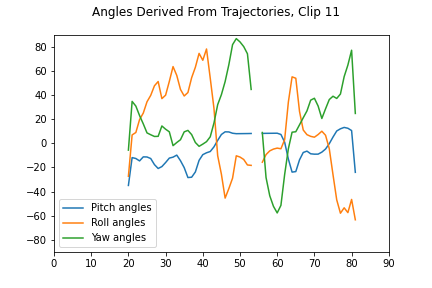 Angles Derived From Trajectories, Clip 11
80
60
40
20
0
−20
−40
−60
−80
Pitch angles
Roll angles
Yaw angles
0 10 20 30 40 50 60 70 80 90